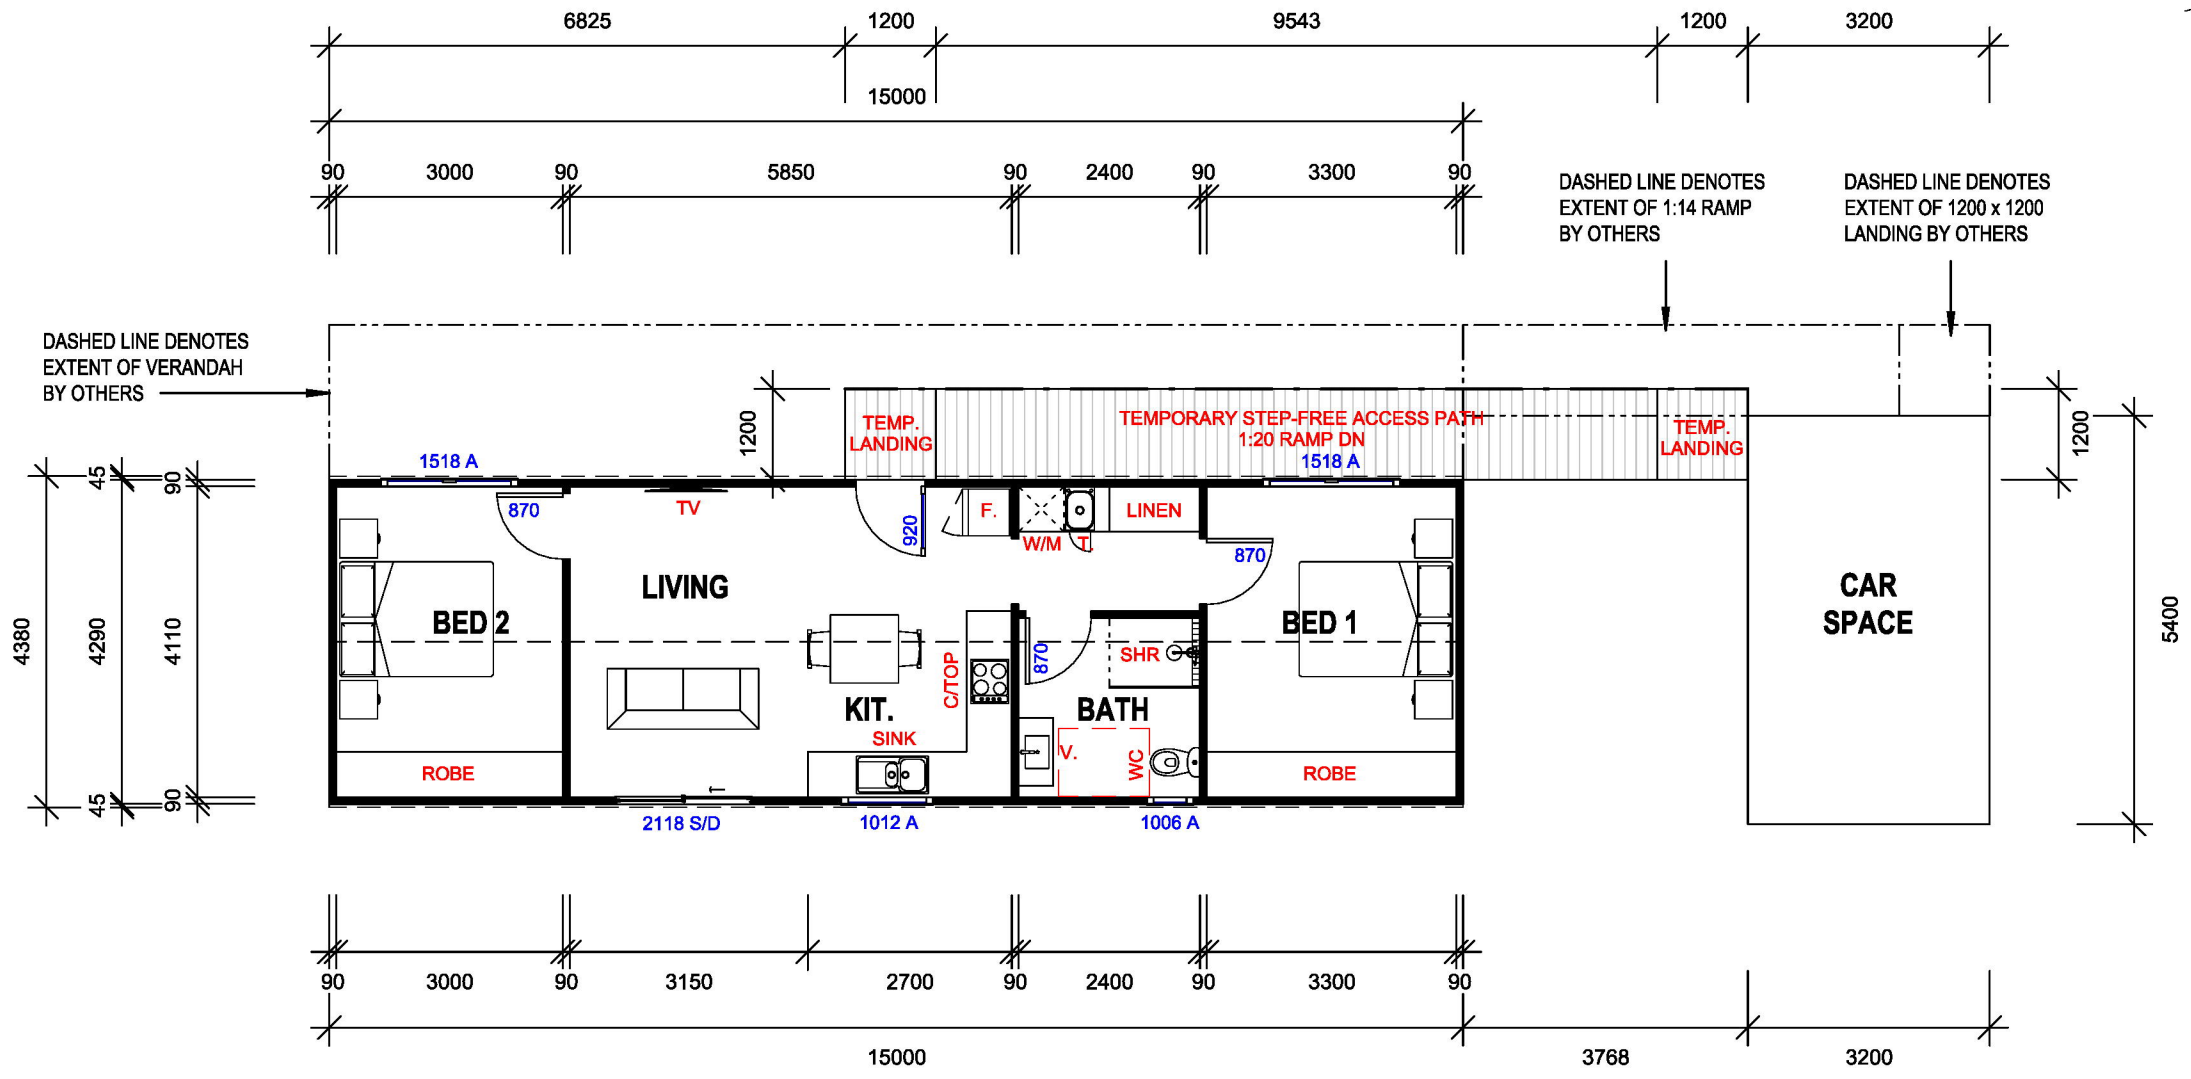 6825 1200 9543 1200 3200
15000
90 3000 90 5850 90 2400 90 3300 90
DASHED LINE DENOTES
EXTENT OF 1:14 RAMP
BY OTHERS
DASHED LINE DENOTES
EXTENT OF 1200 x 1200
LANDING BY OTHERS
DASHED LINE DENOTES
EXTENT OF VERANDAH
BY OTHERS
1200
TEMP.
LANDING
TEMPORARY STEP-FREE ACCESS PATH
1:20 RAMP DN
TEMP.
LANDING
1200
1518 A
1518 A
45
90
870
TV
920
F.
W/M
T.
LINEN
870
LIVING
BED 2
BED 1
CAR
SPACE
4380
4290
4110
5400
C/TOP
870
SHR
KIT.
BATH
SINK
V.
WC
ROBE
ROBE
45
90
2118 S/D
1012 A
1006 A
90 3000 90 3150 2700 90 2400 90 3300 90
15000 3768 3200